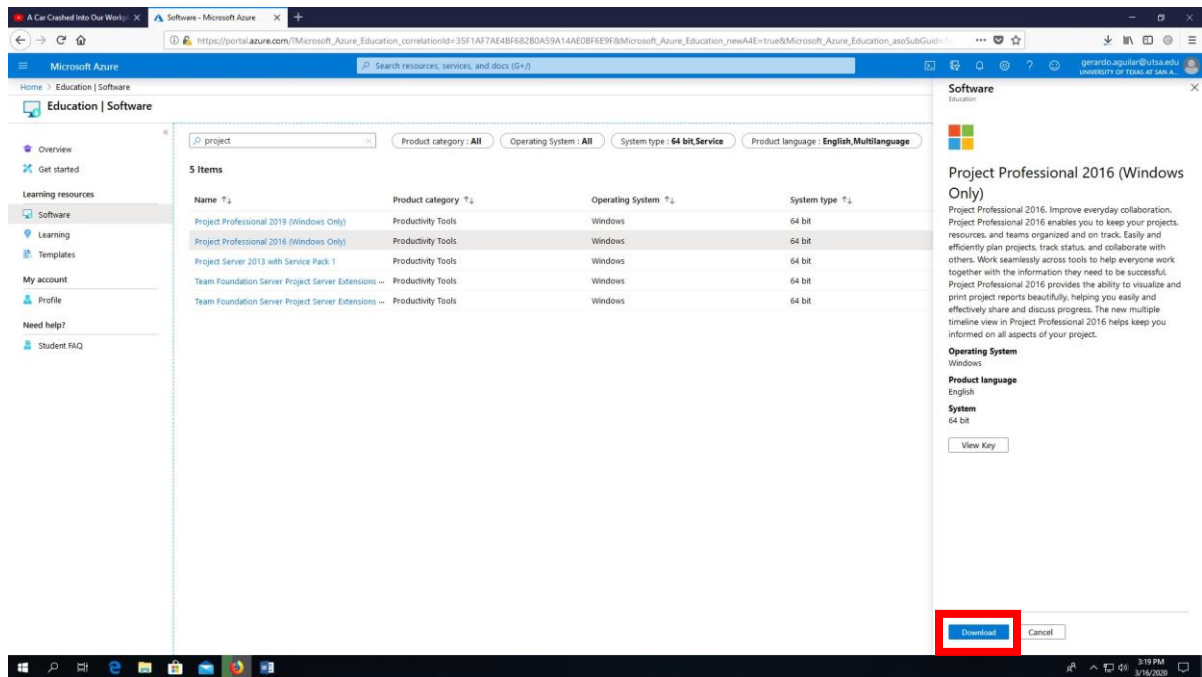 A Car Crashed Into Our Workpl
Software - Microsoft Azure
https://portal.azure.com/?Microsoft_Azure_Education_correlationId=35F1AF7AE4BF682B0A59A14AE0BF6E9F&Microsoft_Azure_Education_newA4E=true&Microsoft_Azure_Education_asoSubGuid=
Microsoft Azure
Search resources, services, and docs (G+/)
gerardo.aguilar@utsa.edu
UNIVERSITY OF TEXAS AT SAN A...
Home > Education | Software
Education | Software
Overview
Get started
Learning resources
Software
Learning
Templates
My account
Profile
Need help?
Student FAQ
project
Product category : All
Operating System : All
System type : 64 bit,Service
Product language : English,Multilanguage
5 Items
Name Product category Operating System System type
Project Professional 2019 (Windows Only) Productivity Tools Windows 64 bit
Project Professional 2016 (Windows Only) Productivity Tools Windows 64 bit
Project Server 2013 with Service Pack 1 Productivity Tools Windows 64 bit
Team Foundation Server Project Server Extensions ... Productivity Tools Windows 64 bit
Team Foundation Server Project Server Extensions ... Productivity Tools Windows 64 bit
Software
Education
Project Professional 2016 (Windows
Only)
Project Professional 2016. Improve everyday collaboration.
Project Professional 2016 enables you to keep your projects,
resources, and teams organized and on track. Easily and
efficiently plan projects, track status, and collaborate with
others. Work seamlessly across tools to help everyone work
together with the information they need to be successful.
Project Professional 2016 provides the ability to visualize and
print project reports beautifully, helping you easily and
effectively share and discuss progress. The new multiple
timeline view in Project Professional 2016 helps keep you
informed on all aspects of your project.
Operating System
Windows
Product language
English
System
64 bit
View Key
Download
Cancel
3:19 PM
3/16/2020